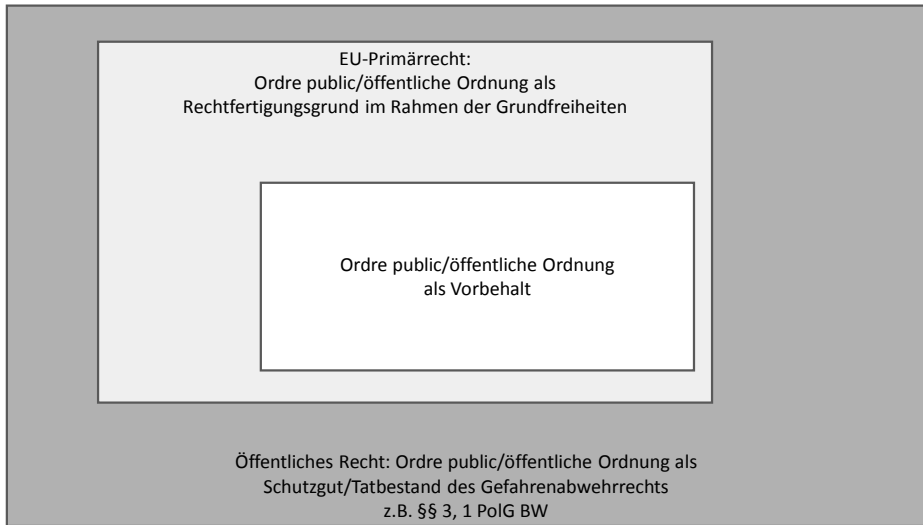 EU-Primärrecht:
Ordre public/öffentliche Ordnung als
Rechtfertigungsgrund im Rahmen der Grundfreiheiten
Ordre public/öffentliche Ordnung
als Vorbehalt
Öffentliches Recht: Ordre public/öffentliche Ordnung als
Schutzgut/Tatbestand des Gefahrenabwehrrechts
z.B. §§ 3, 1 PolG BW